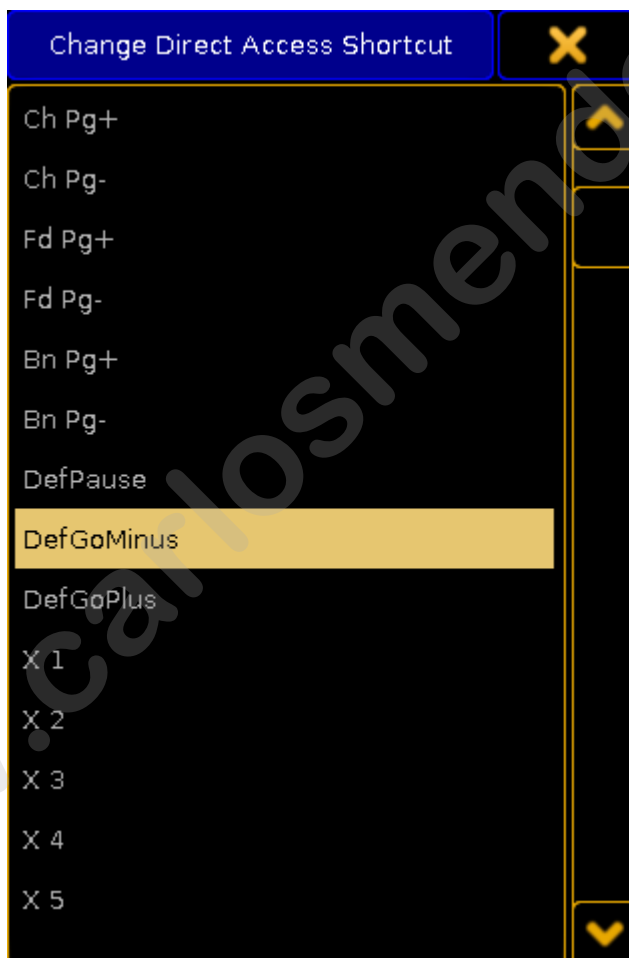 Change Direct Access Shortcut
Ch Pg+
Ch Pg-
Fd Pg+
Fd Pg-
Bn Pg+
Bn Pg-
DefPause
DefGoMinus
DefGoPlus
X 1
X 2
X 3
X 4
X 5
.carlosmend